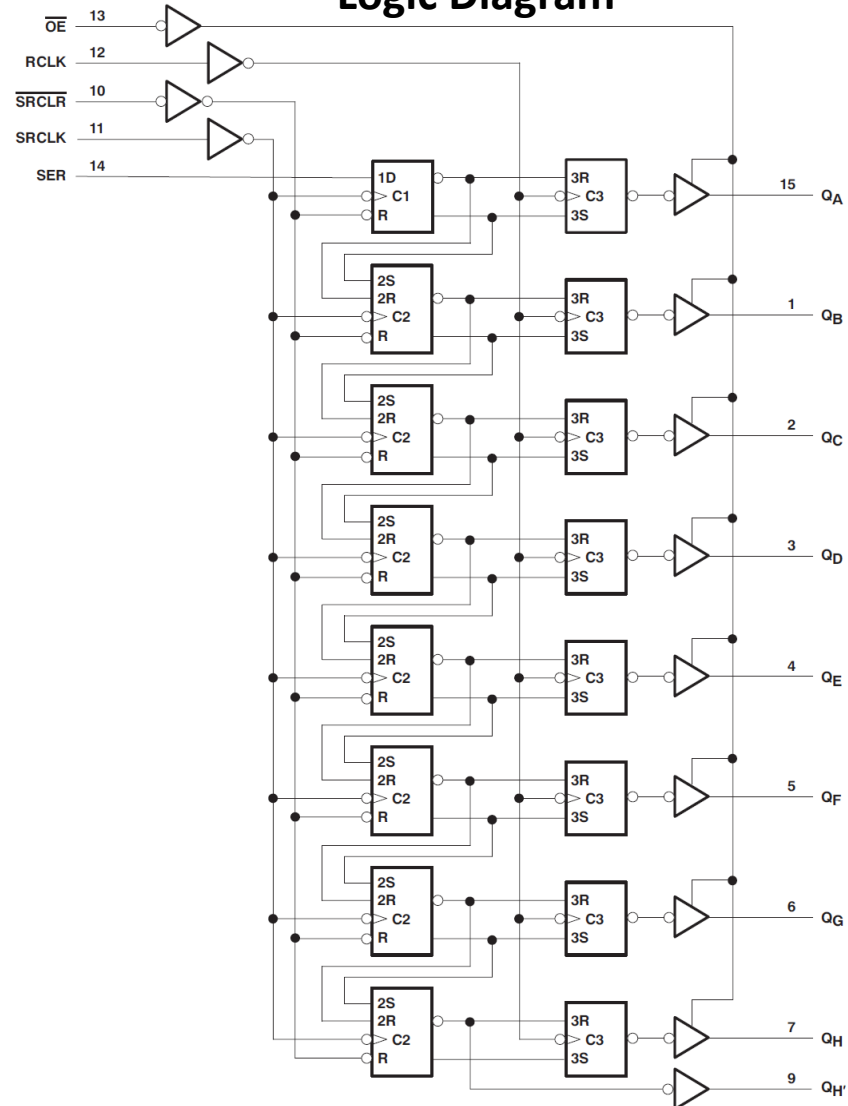 Logic Diagram
OE 13
RCLK 12
SRCLR 10
SRCLK 11
SER 14
1D
C1
R
3R
C3
3S
15 QA
2S
2R
C2
R
3R
C3
3S
1 QB
2S
2R
C2
R
3R
C3
3S
2 QC
2S
2R
C2
R
3R
C3
3S
3 QD
2S
2R
C2
R
3R
C3
3S
4 QE
2S
2R
C2
R
3R
C3
3S
5 QF
2S
2R
C2
R
3R
C3
3S
6 QG
2S
2R
C2
R
3R
C3
3S
7 QH
9 QH'